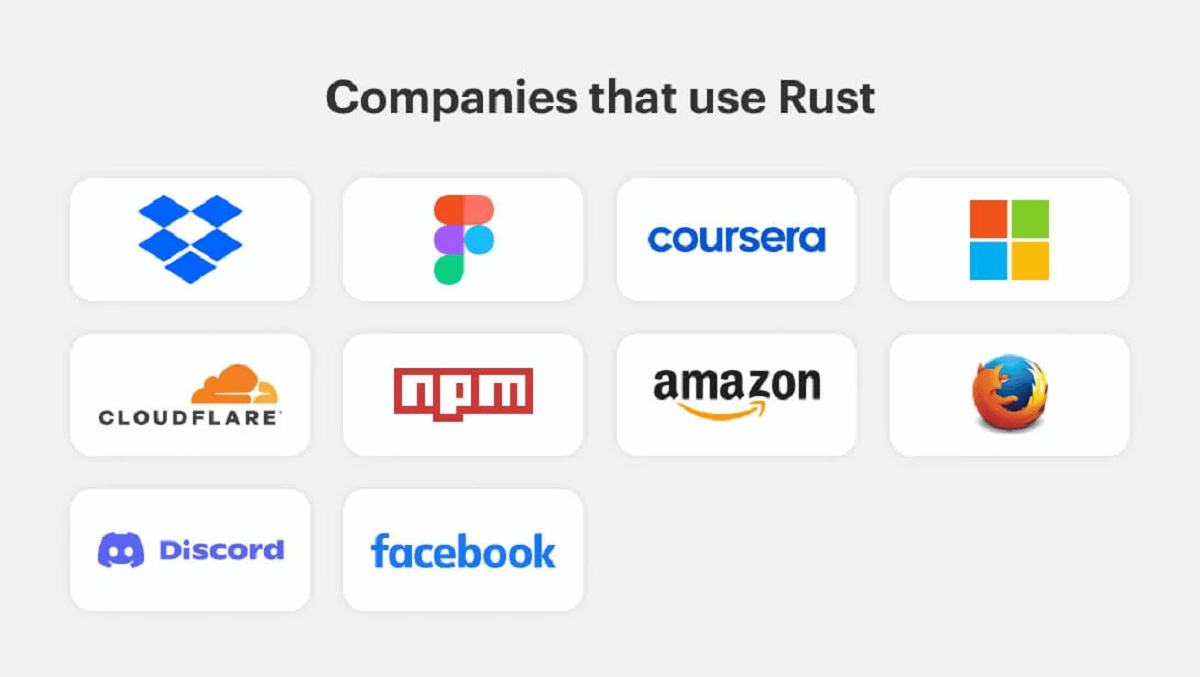 Companies that use Rust
coursera
CLOUDFLARE
npm
amazon
Discord
facebook